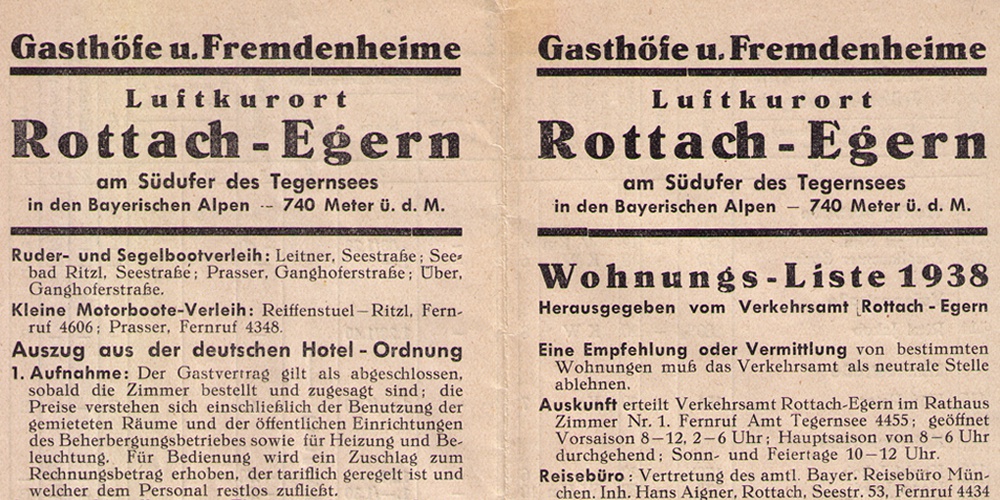 Gasthöfe u. Fremdenheime
Luftkurort
Rottach-Egern
am Südufer des Tegernsees
in den Bayerischen Alpen -- 740 Meter ü. d. M.
Ruder- und Segelbootverleih: Leitner, Seestraße; See-
bad Ritzl, Seestraße; Prasser, Ganghoferstraße; Über,
Ganghoferstraße.
Kleine Motorboote-Verleih: Reiffenstuel—Ritzl, Fern-
ruf 4606; Prasser, Fernruf 4348.
Auszug aus der deutschen Hotel-Ordnung
1. Aufnahme: Der Gastvertrag gilt als abgeschlossen,
sobald die Zimmer bestellt und zugesagt sind; die
Preise verstehen sich einschließlich der Benutzung der
gemieteten Räume und der öffentlichen Einrichtungen
des Beherbergungsbetriebes sowie für Heizung und Be-
leuchtung. Für Bedienung wird ein Zuschlag zum
Rechnungsbetrag erhoben, der tariflich geregelt ist und
welcher dem Personal restlos zufließt.
Gasthöfe u. Fremdenheime
Luftkurort
Rottach-Egern
am Südufer des Tegernsees
in den Bayerischen Alpen — 740 Meter ü. d. M.
Wohnungs-Liste 1938
Herausgegeben vom Verkehrsamt Rottach-Egern
Eine Empfehlung oder Vermittlung von bestimmten
Wohnungen muß das Verkehrsamt als neutrale Stelle
ablehnen.
Auskunft erteilt Verkehrsamt Rottach-Egern im Rathaus
Zimmer Nr. 1. Fernruf Amt Tegernsee 4455; geöffnet
Vorsaison 8—12, 2—6 Uhr; Hauptsaison von 8—6 Uhr
durchgehend; Sonn- und Feiertage 10—12 Uhr.
Reisebüro: Vertretung des amtl. Bayer. Reisebüro Mün-
chen. Inh. Hans Aigner, Rottach, Seestr. 53, Fernruf 4434